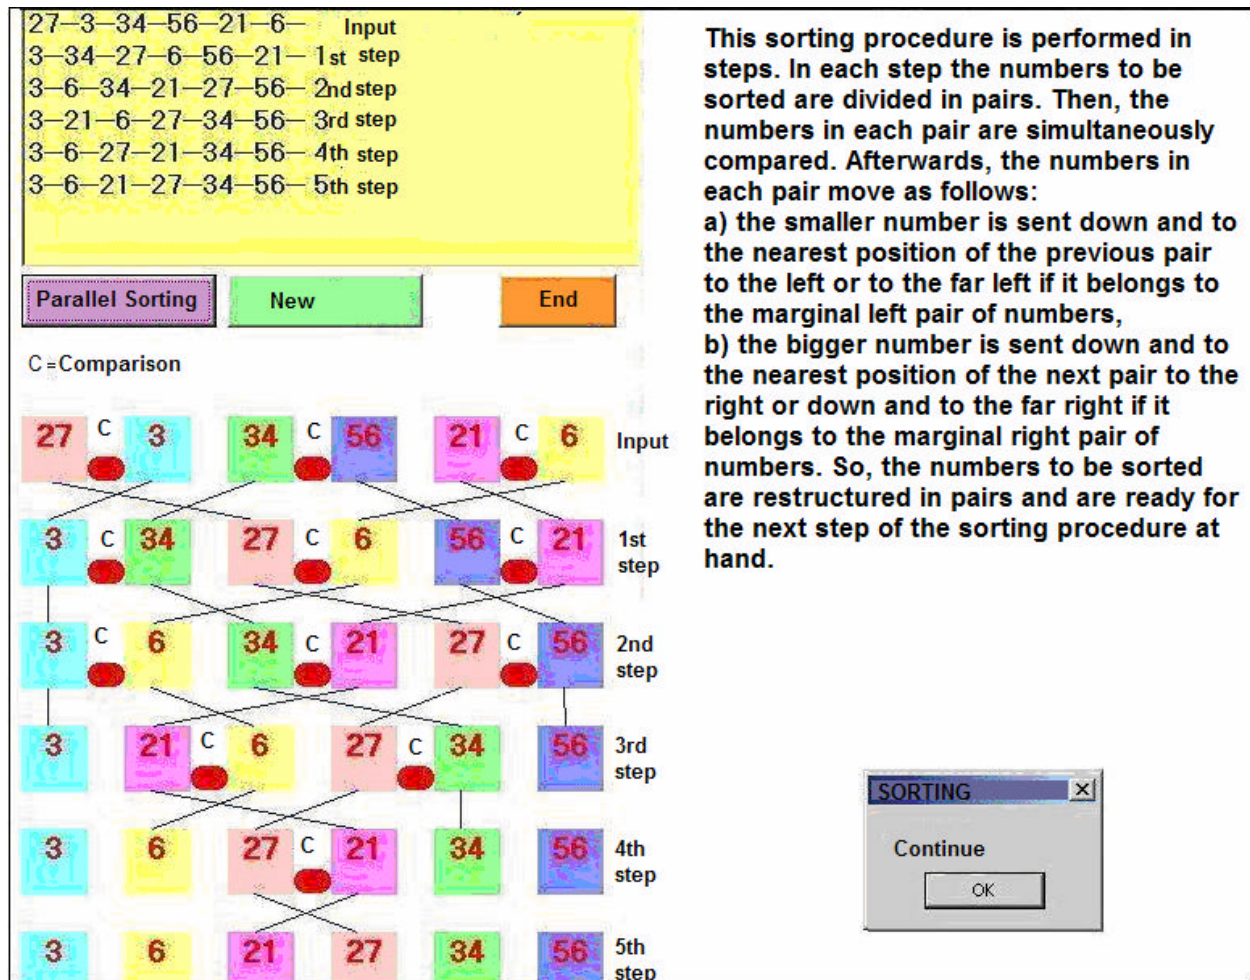 27-3-34-56-21-6- Input
3-34-27-6-56-21- 1st step
3-6-34-21-27-56- 2nd step
3-21-6-27-34-56- 3rd step
3-6-27-21-34-56- 4th step
3-6-21-27-34-56- 5th step
Parallel Sorting New End
C=Comparison
27 C 3 34 C 56 21 C 6 Input
3 C 34 27 C 6 56 C 21 1st step
3 C 6 34 C 21 27 C 56 2nd step
3 21 C 6 27 C 34 56 3rd step
3 6 27 C 21 34 56 4th step
3 6 21 27 34 56 5th step
This sorting procedure is performed in
steps. In each step the numbers to be
sorted are divided in pairs. Then, the
numbers in each pair are simultaneously
compared. Afterwards, the numbers in
each pair move as follows:
a) the smaller number is sent down and to
the nearest position of the previous pair
to the left or to the far left if it belongs to
the marginal left pair of numbers,
b) the bigger number is sent down and to
the nearest position of the next pair to the
right or down and to the far right if it
belongs to the marginal right pair of
numbers. So, the numbers to be sorted
are restructured in pairs and are ready for
the next step of the sorting procedure at
hand.
SORTING
Continue
OK